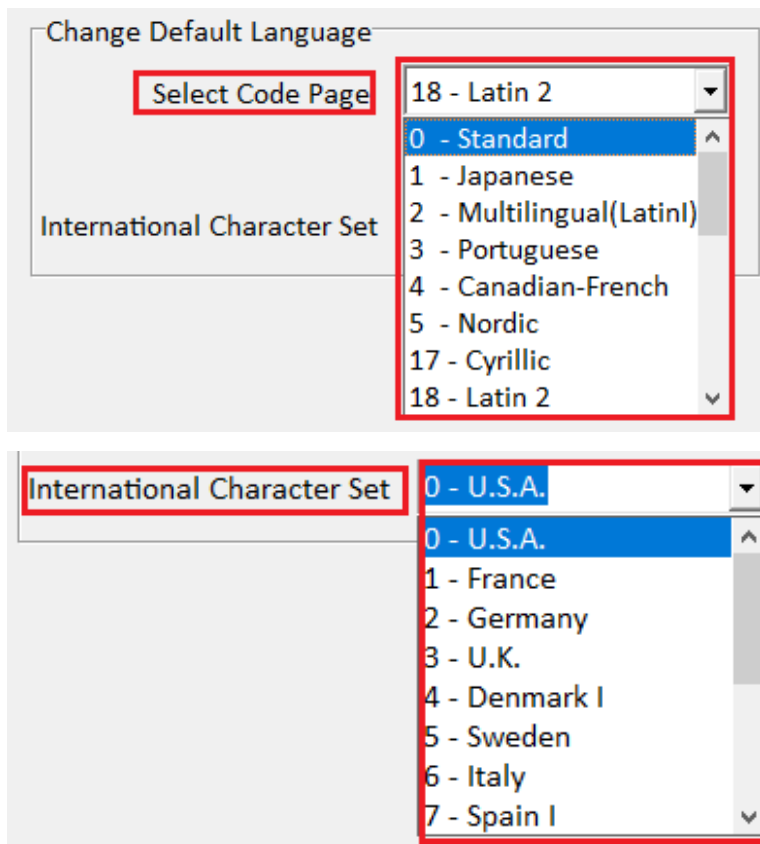 Change Default Language
Select Code Page
18 - Latin 2
0 - Standard
1 - Japanese
2 - Multilingual(LatinI)
3 - Portuguese
4 - Canadian-French
5 - Nordic
17 - Cyrillic
18 - Latin 2
International Character Set
International Character Set
0 - U.S.A.
0 - U.S.A.
1 - France
2 - Germany
3 - U.K.
4 - Denmark I
5 - Sweden
6 - Italy
7 - Spain I